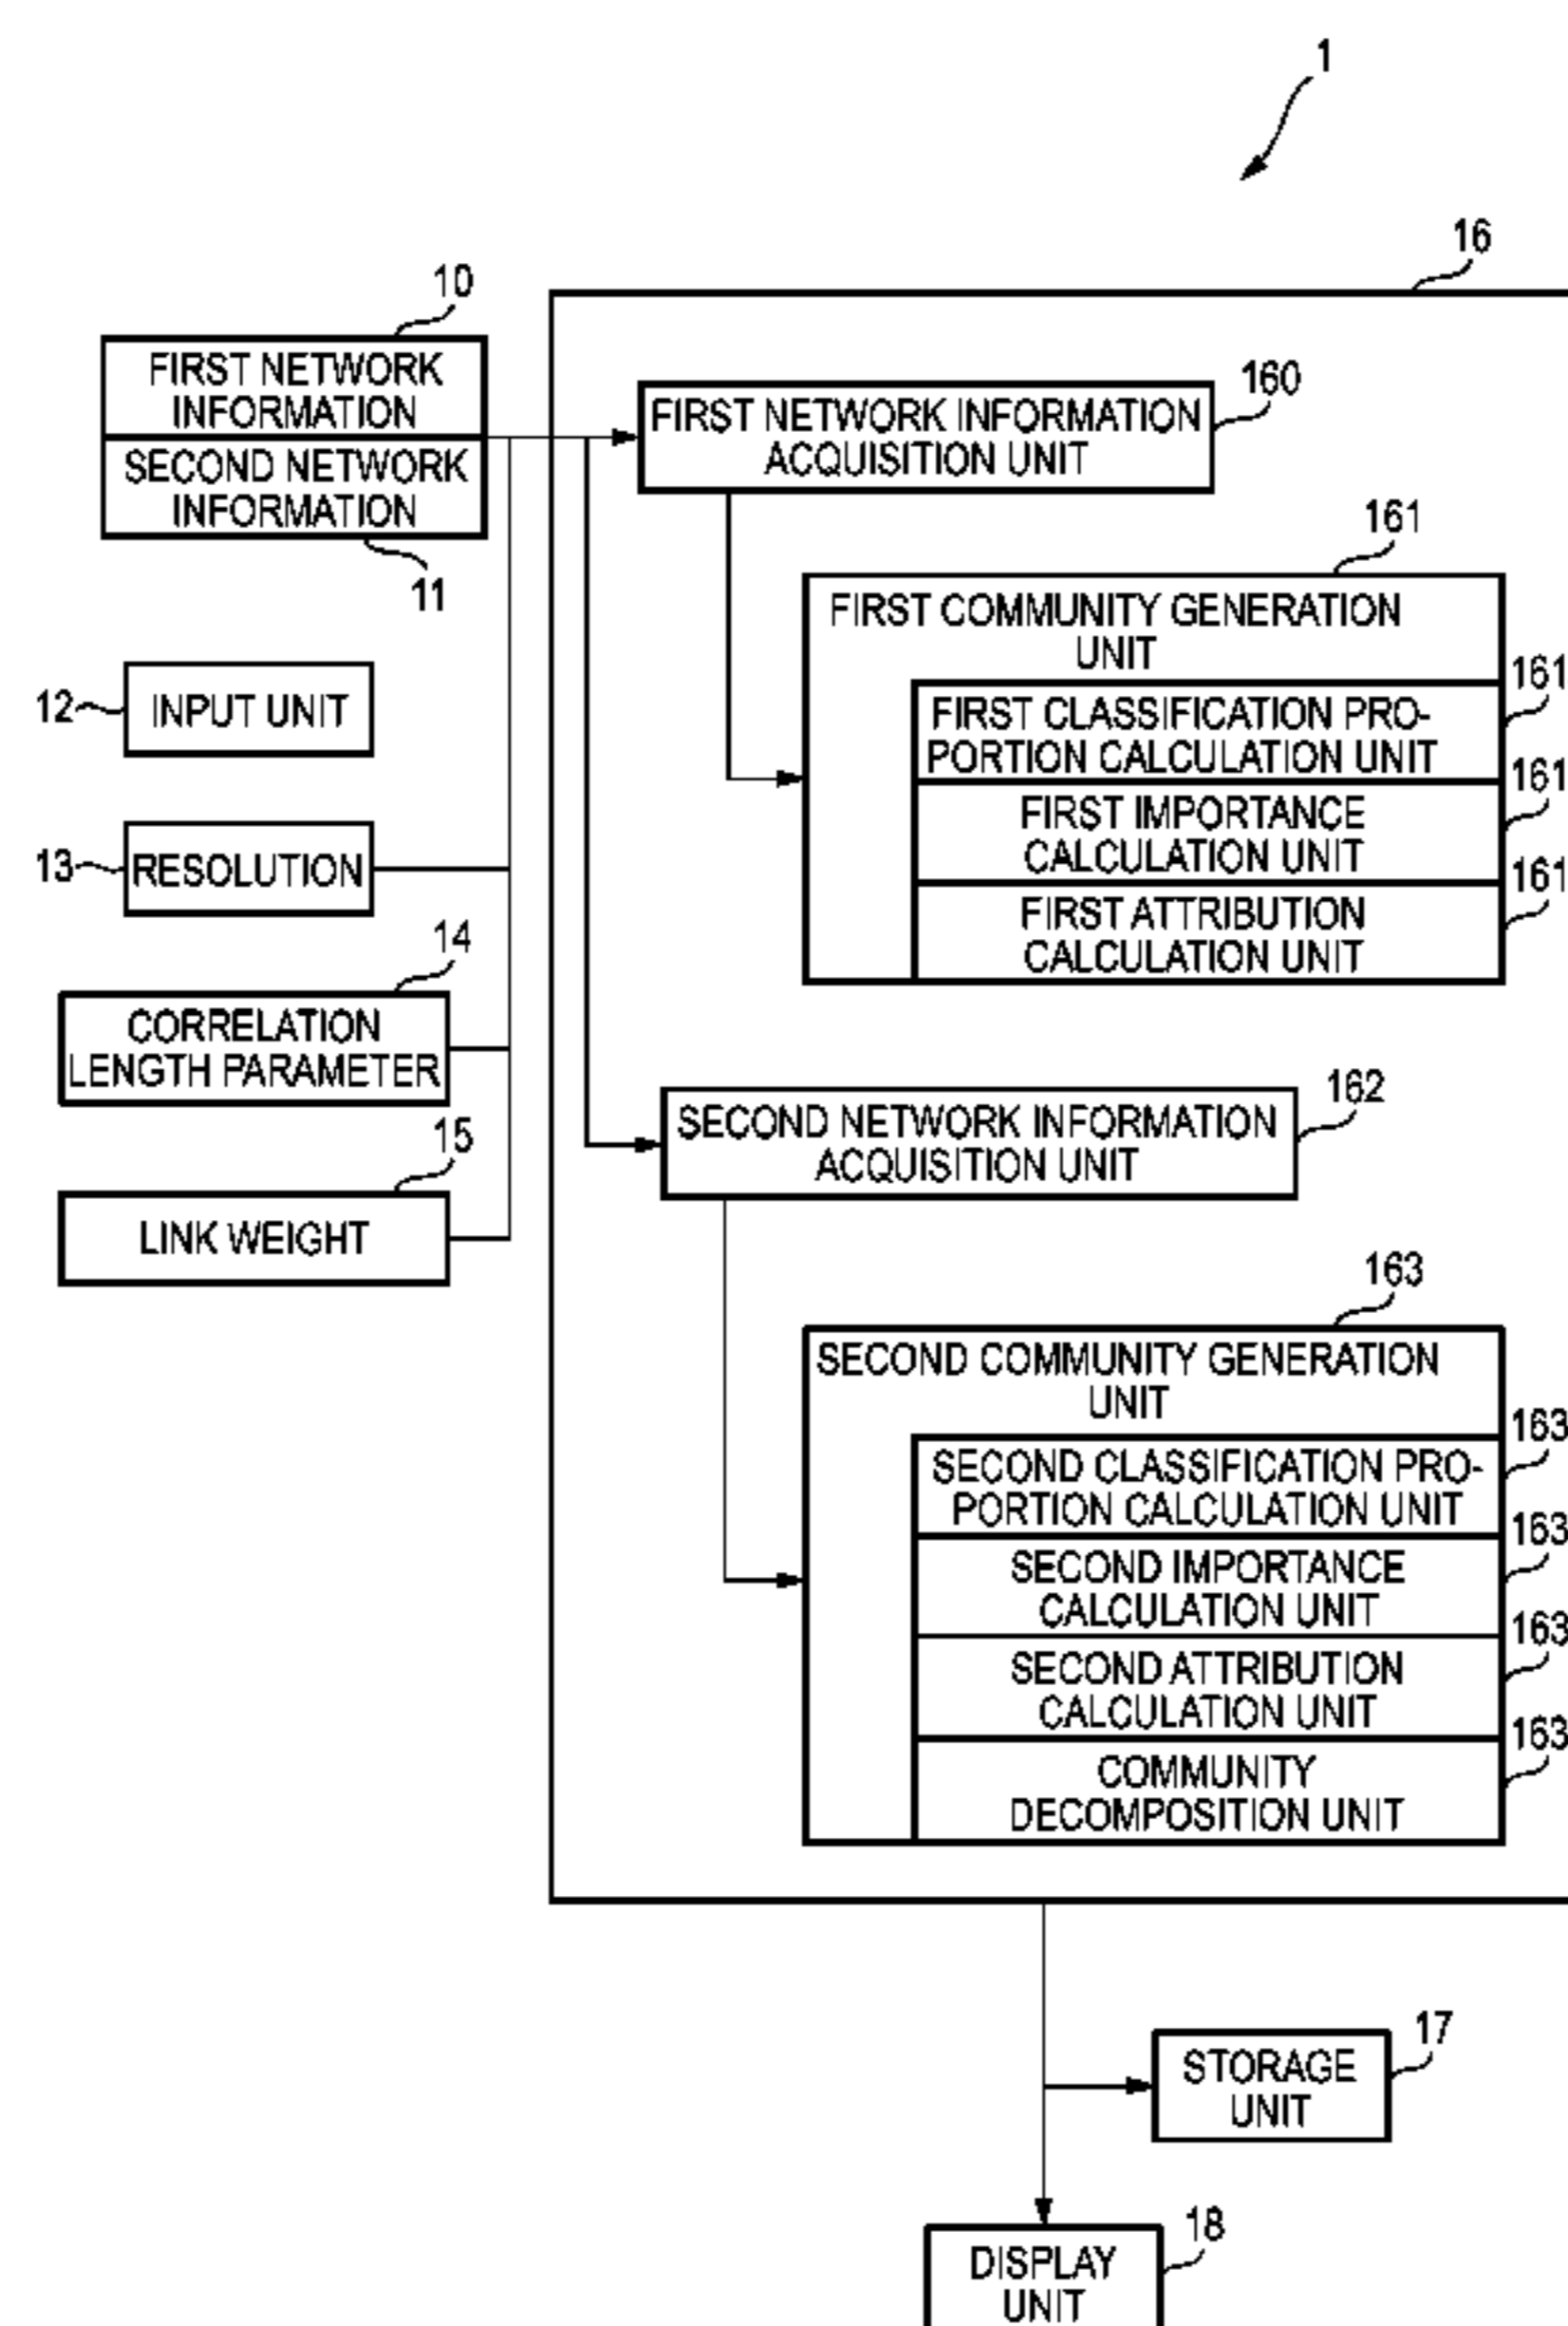 1
16
10
FIRST NETWORK
INFORMATION
SECOND NETWORK
INFORMATION
11
160
FIRST NETWORK INFORMATION
ACQUISITION UNIT
161
FIRST COMMUNITY GENERATION
UNIT
161
FIRST CLASSIFICATION PRO-
PORTION CALCULATION UNIT
161
FIRST IMPORTANCE
CALCULATION UNIT
161
FIRST ATTRIBUTION
CALCULATION UNIT
12
INPUT UNIT
13
RESOLUTION
14
CORRELATION
LENGTH PARAMETER
15
LINK WEIGHT
162
SECOND NETWORK INFORMATION
ACQUISITION UNIT
163
SECOND COMMUNITY GENERATION
UNIT
163
SECOND CLASSIFICATION PRO-
PORTION CALCULATION UNIT
163
SECOND IMPORTANCE
CALCULATION UNIT
163
SECOND ATTRIBUTION
CALCULATION UNIT
163
COMMUNITY
DECOMPOSITION UNIT
17
STORAGE
UNIT
18
DISPLAY
UNIT